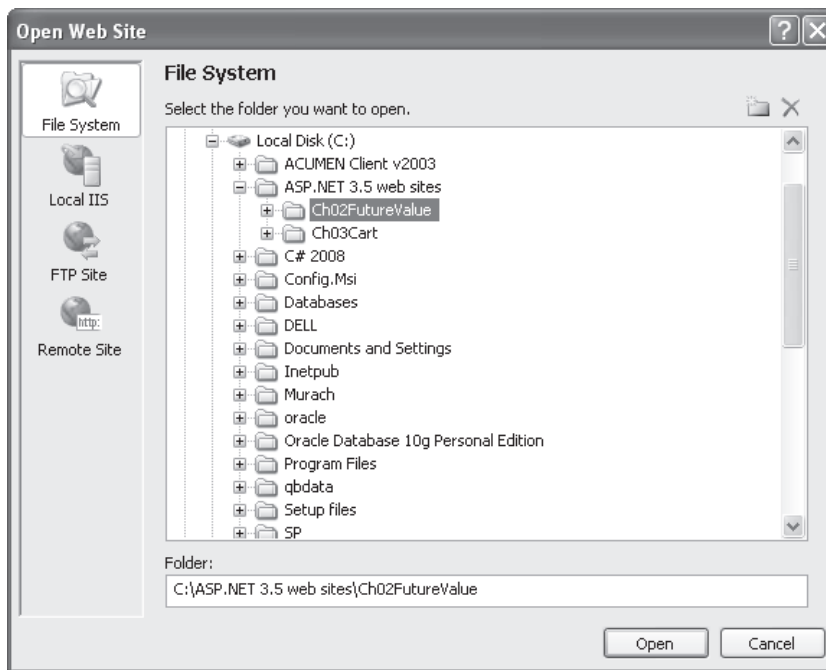 Open Web Site
File System
Local IIS
FTP Site
http:
Remote Site
File System
Select the folder you want to open.
Local Disk (C:)
ACUMEN Client v2003
ASP.NET 3.5 web sites
Ch02FutureValue
Ch03Cart
C# 2008
Config.Msi
Databases
DELL
Documents and Settings
Inetpub
Murach
oracle
Oracle Database 10g Personal Edition
Program Files
qbdata
Setup files
SP
Folder:
C:\ASP.NET 3.5 web sites\Ch02FutureValue
Open
Cancel